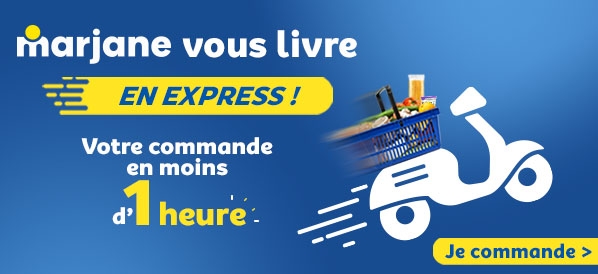 marjane vous livre
EN EXPRESS !
Votre commande
en moins
d'1 heure
Je commande >